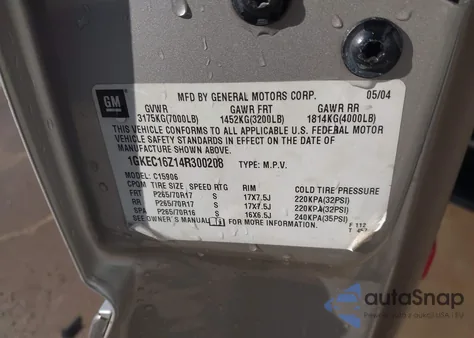 GM
MFD BY GENERAL MOTORS CORP. 05/04
GVWR GAWR FRT GAWR RR
3175KG(7000LB) 1452KG(3200LB) 1814KG(4000LB)
THIS VEHICLE CONFORMS TO ALL APPLICABLE U.S. FEDERAL MOTOR
VEHICLE SAFETY STANDARDS IN EFFECT ON THE DATE OF
MANUFACTURE SHOWN ABOVE.
1GKEC16Z14R300208 TYPE: M.P.V.
MODEL: C15906
TIRE SIZE SPEED RTG RIM COLD TIRE PRESSURE
FRT P265/70R17 S 17X7.5J 220KPA(32PSI)
RR P265/70R17 S 17X7.5J 220KPA(32PSI)
SPA P265/70R16 S 16X6.5J 240KPA(35PSI)
SEE OWNER'S MANUAL FOR MORE INFORMATION.
autaSnap